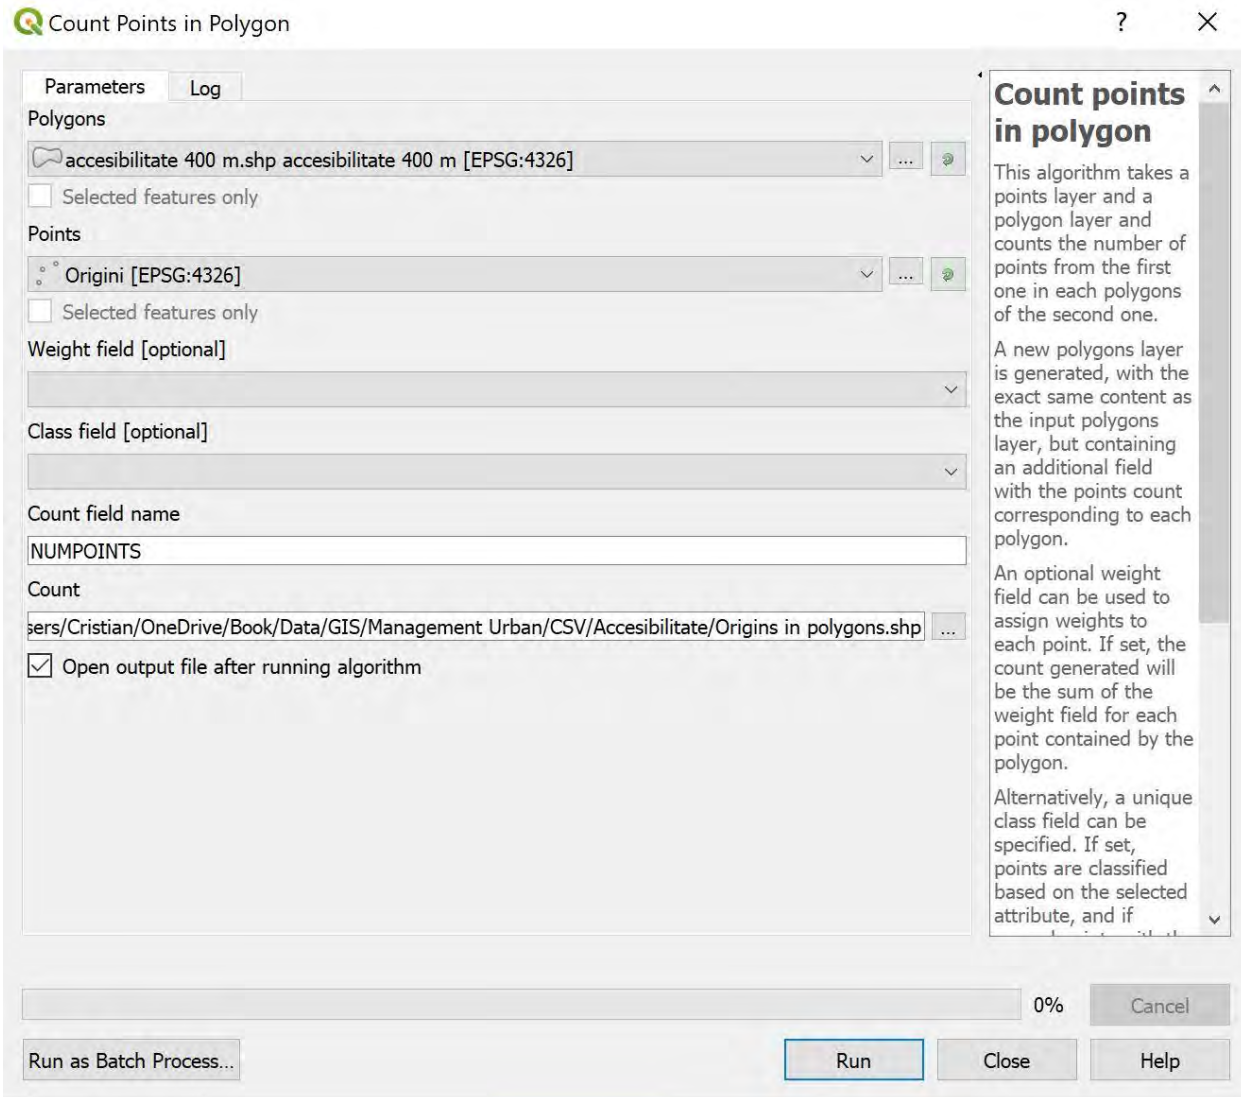 Count Points in Polygon
?
Parameters
Log
Polygons
accesibilitate 400 m.shp accesibilitate 400 m [EPSG:4326]
...
Selected features only
Points
Origini [EPSG:4326]
...
Selected features only
Weight field [optional]
Class field [optional]
Count field name
NUMPOINTS
Count
sers/Cristian/OneDrive/Book/Data/GIS/Management Urban/CSV/Accesibilitate/Origins in polygons.shp
...
Open output file after running algorithm
Count points
in polygon
This algorithm takes a
points layer and a
polygon layer and
counts the number of
points from the first
one in each polygons
of the second one.
A new polygons layer
is generated, with the
exact same content as
the input polygons
layer, but containing
an additional field
with the points count
corresponding to each
polygon.
An optional weight
field can be used to
assign weights to
each point. If set, the
count generated will
be the sum of the
weight field for each
point contained by the
polygon.
Alternatively, a unique
class field can be
specified. If set,
points are classified
based on the selected
attribute, and if
0%
Cancel
Run as Batch Process...
Run
Close
Help